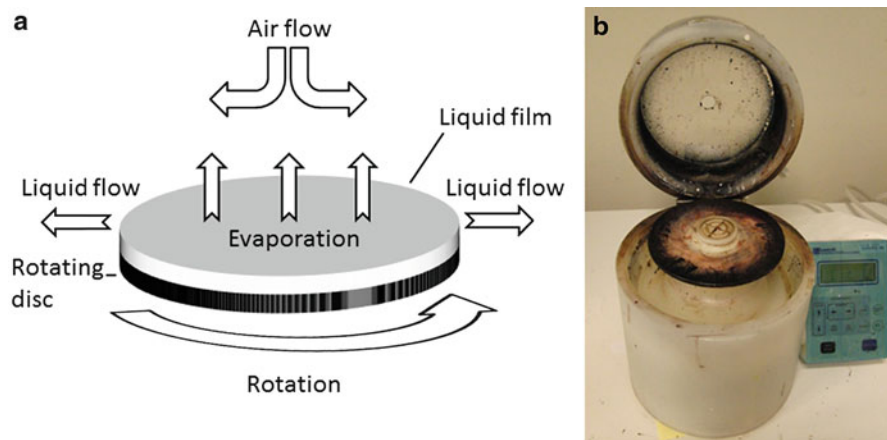 a
Air flow
Liquid film
Liquid flow
Liquid flow
Evaporation
Rotating
disc
Rotation
b